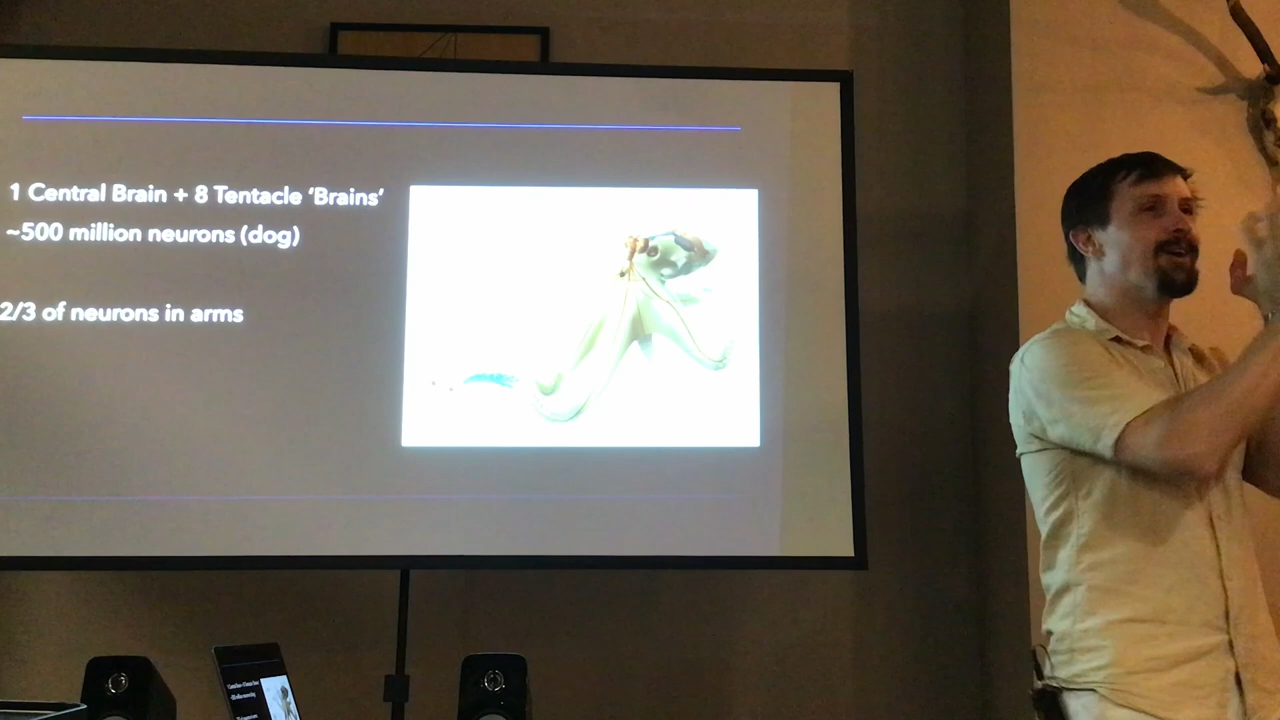 1 Central Brain + 8 Tentacle ‘Brains’
~500 million neurons (dog)
2/3 of neurons in arms